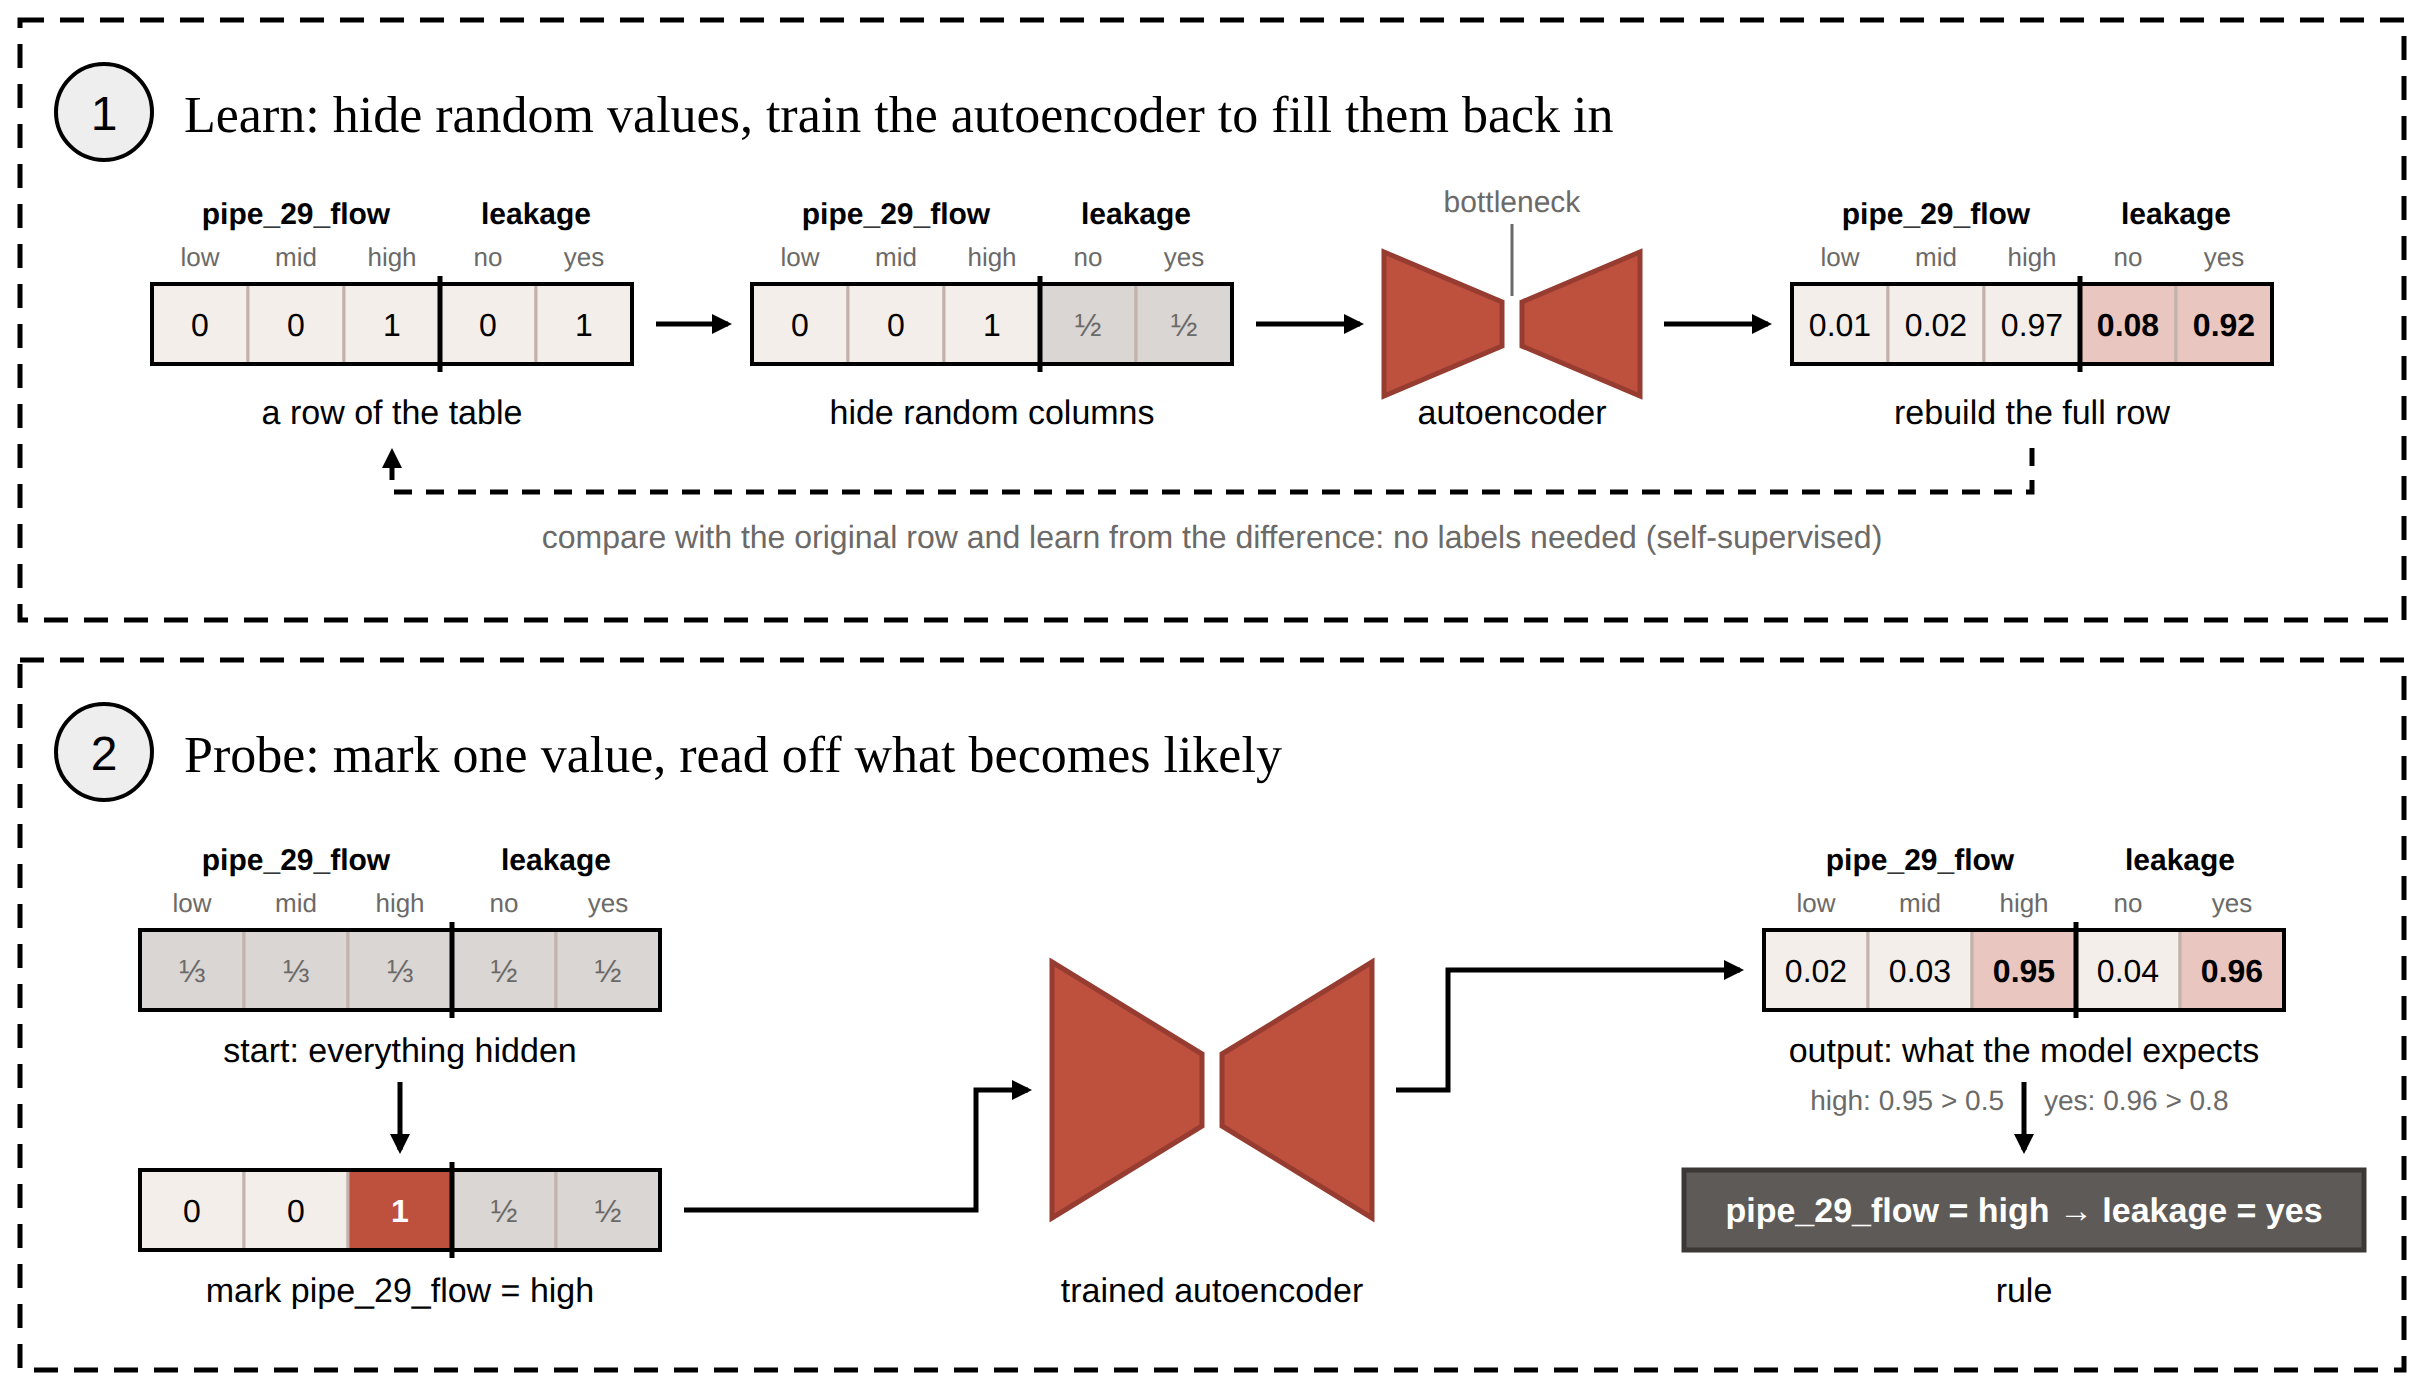 1
Learn: hide random values, train the autoencoder to fill them back in
pipe_29_flow leakage
low mid high no yes
0 0 1 0 1
a row of the table
pipe_29_flow leakage
low mid high no yes
0 0 1 ½ ½
hide random columns
bottleneck
autoencoder
pipe_29_flow leakage
low mid high no yes
0.01 0.02 0.97 0.08 0.92
rebuild the full row
compare with the original row and learn from the difference: no labels needed (self-supervised)
2
Probe: mark one value, read off what becomes likely
pipe_29_flow leakage
low mid high no yes
⅓ ⅓ ⅓ ½ ½
start: everything hidden
0 0 1 ½ ½
mark pipe_29_flow = high
trained autoencoder
pipe_29_flow leakage
low mid high no yes
0.02 0.03 0.95 0.04 0.96
output: what the model expects
high: 0.95 > 0.5 yes: 0.96 > 0.8
pipe_29_flow = high → leakage = yes
rule